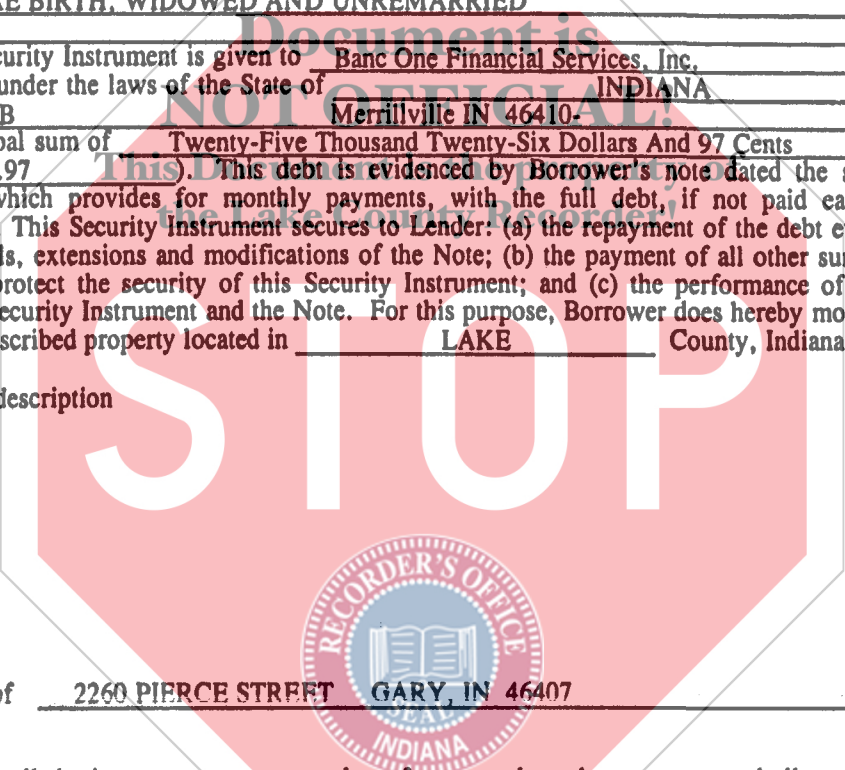 RE BIRTH, WIDOWED AND UNREMARRIED
Document is
curity Instrument is given to Banc One Financial Services, Inc.
under the laws of the State of INDIANA
NOT OFFICIAL!
B Merrillville IN 46410-
pal sum of Twenty-Five Thousand Twenty-Six Dollars And 97 Cents
.97 ). This debt is evidenced by Borrower's note dated the
This Document is the property of
which provides for monthly payments, with the full debt, if not paid ea
the Lake County Recorder!
This Security Instrument secures to Lender: (a) the repayment of the debt e
ls, extensions and modifications of the Note; (b) the payment of all other su
protect the security of this Security Instrument; and (c) the performance of
ecurity Instrument and the Note. For this purpose, Borrower does hereby mo
scribed property located in LAKE County, Indiana
STOP
description
RECORDER'S OFFICE
of 2260 PIERCE STREET GARY, IN 46407
SEAL
INDIANA